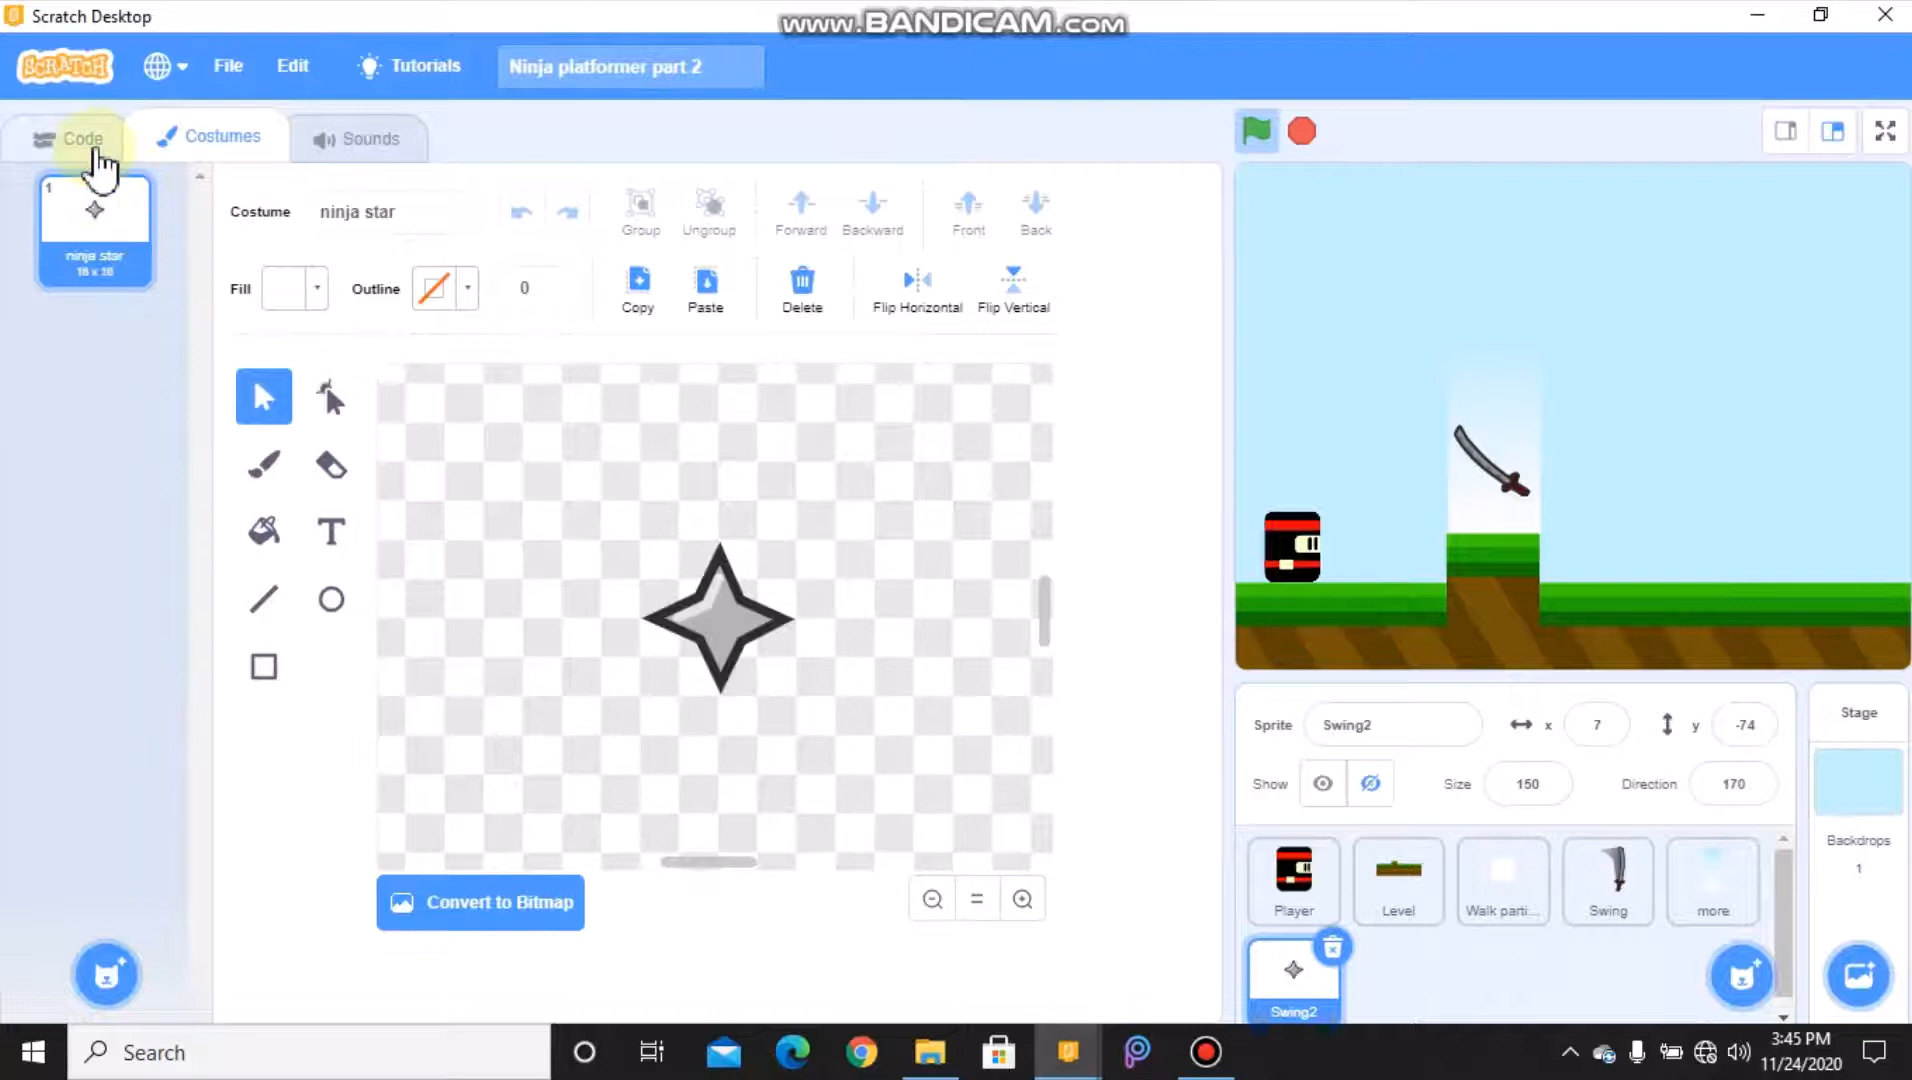 Scratch Desktop
www.BANDICAM.com
SCRATCH
File
Edit
Tutorials
Ninja platformer part 2
Code
Costumes
Sounds
1
ninja star
18 x 18
Costume
ninja star
Group
Ungroup
Forward
Backward
Front
Back
Fill
Outline
0
Copy
Paste
Delete
Flip Horizontal
Flip Vertical
T
Convert to Bitmap
Sprite
Swing2
x
7
y
-74
Show
Size
150
Direction
170
Stage
Backdrops
1
Player
Level
Walk parti...
Swing
more
Swing2
Search
3:45 PM
11/24/2020